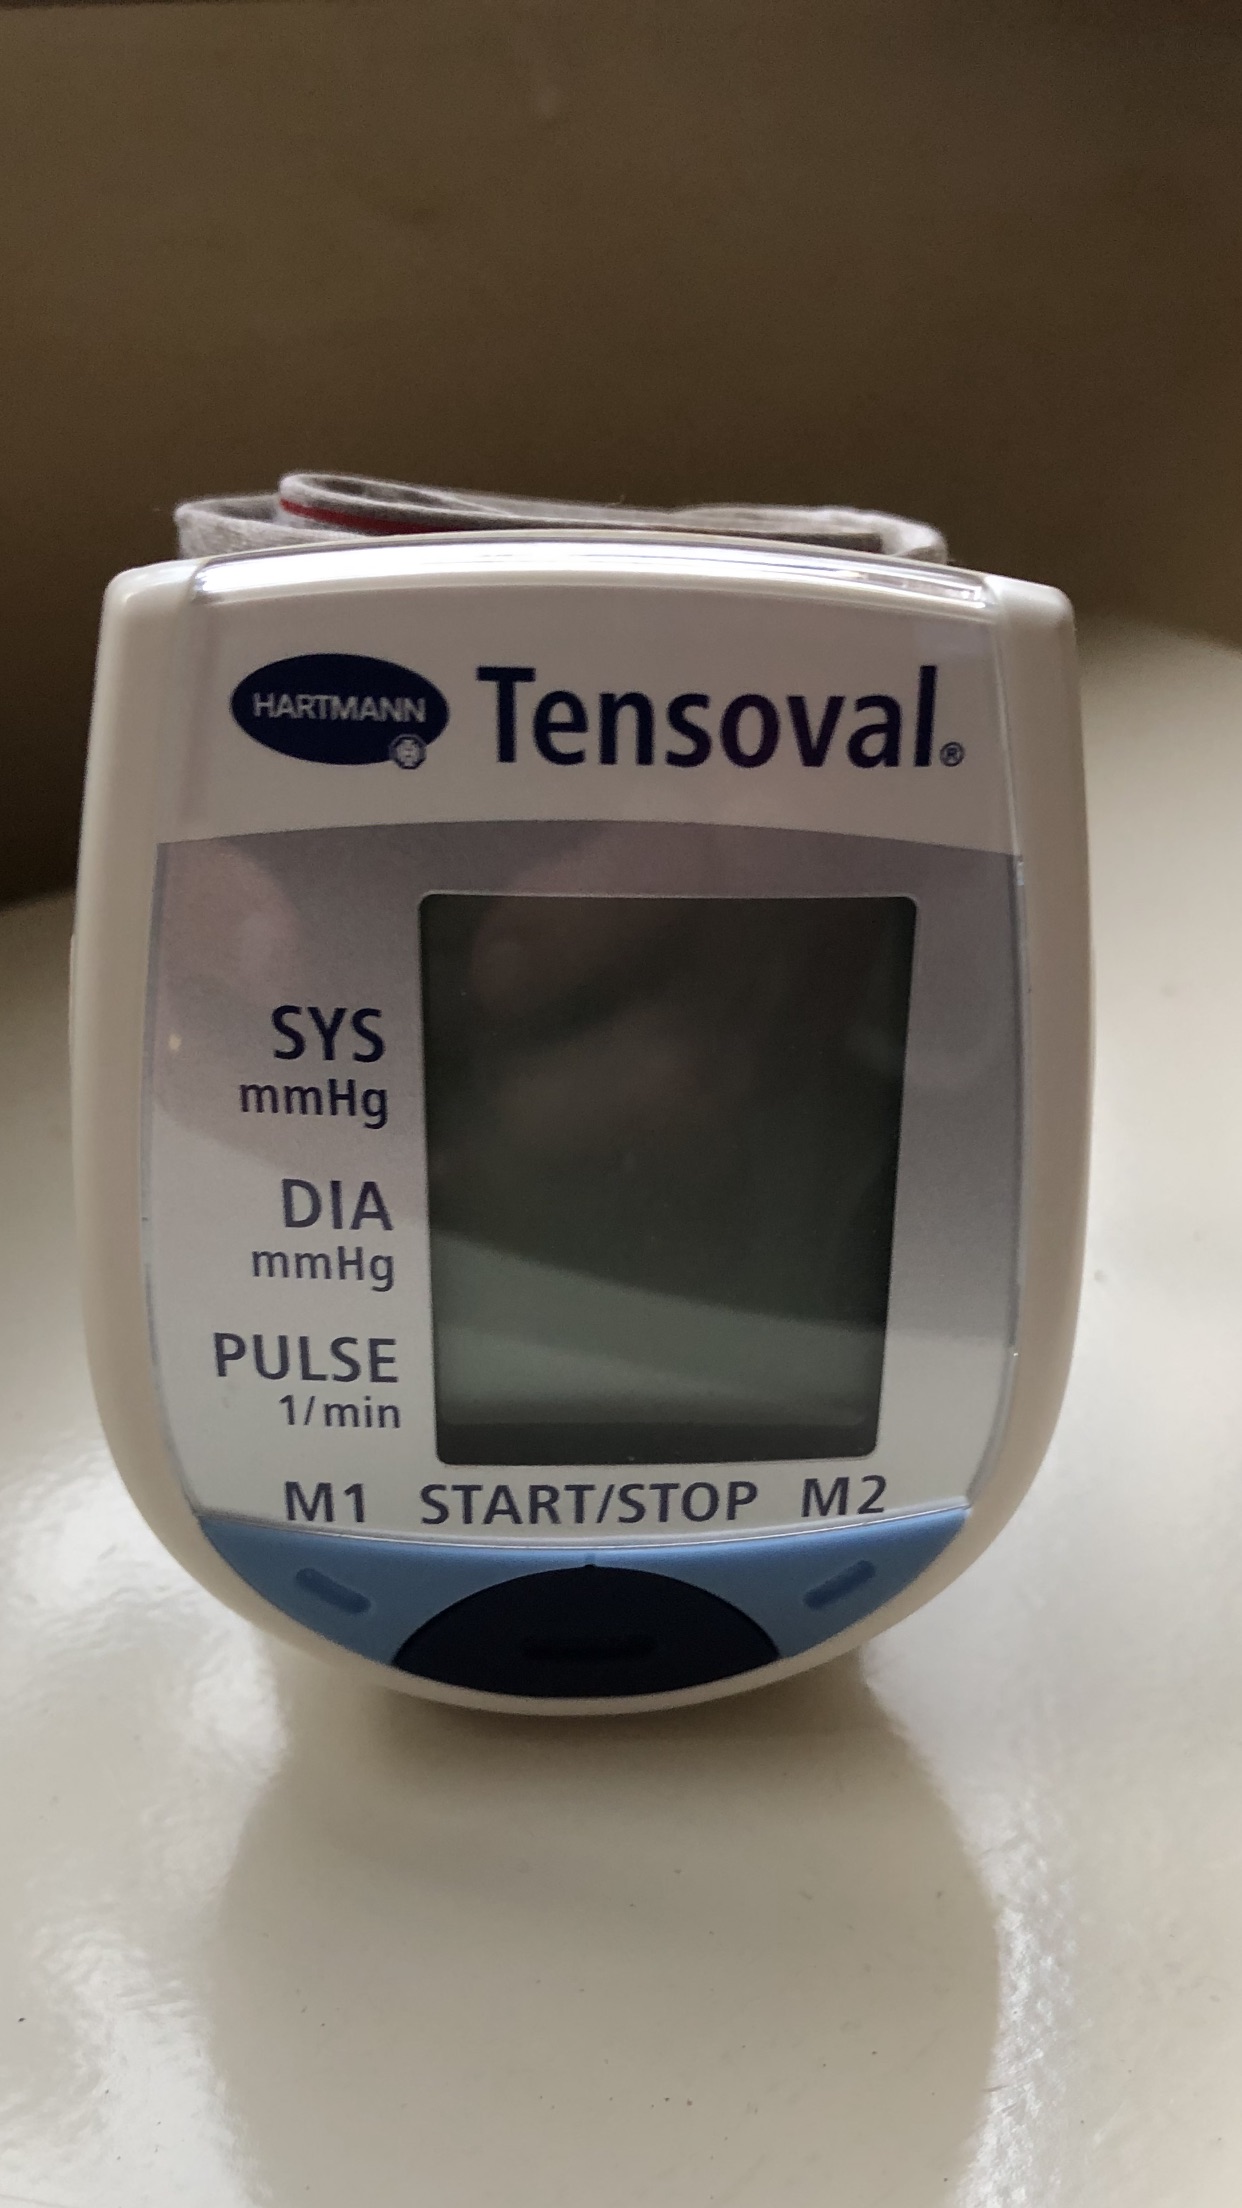 HARTMANN
Tensoval®
SYS
mmHg
DIA
mmHg
PULSE
1/min
M1 START/STOP M2